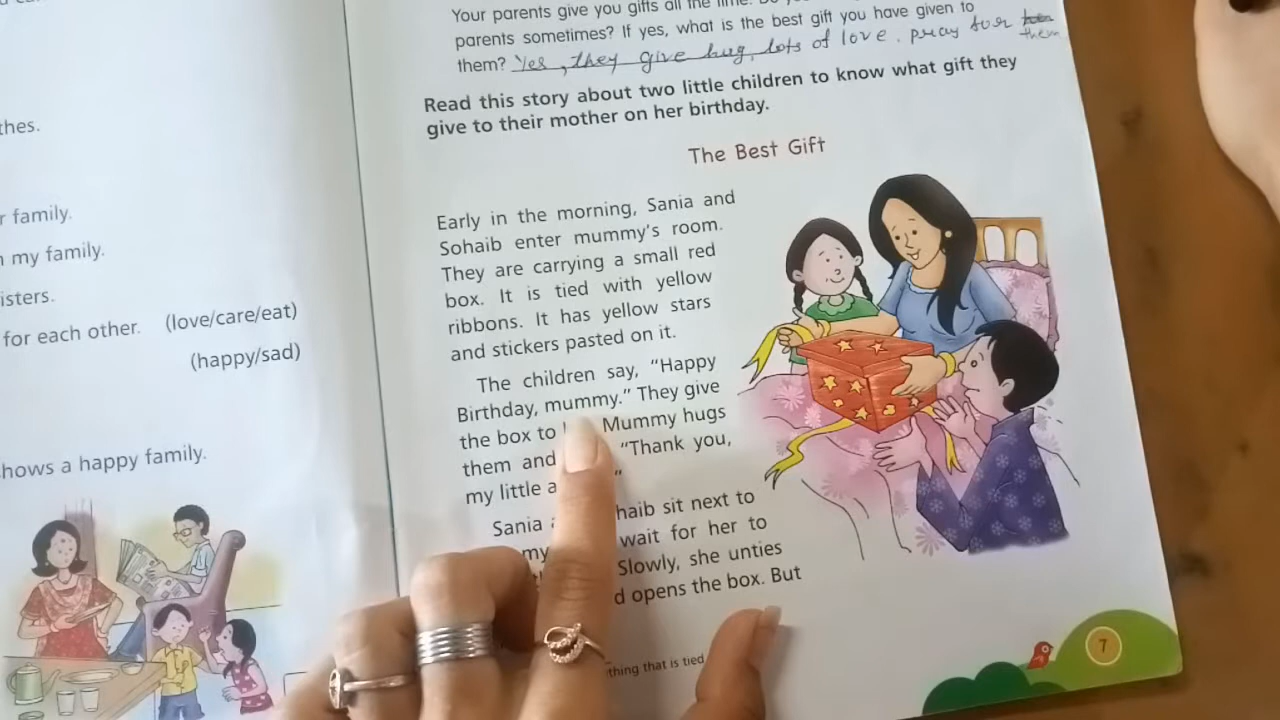 thes.
r family.
my family.
isters.
for each other. (love/care/eat)
(happy/sad)
hows a happy family.
Your parents give you gifts all the time.
parents sometimes? If yes, what is the best gift you have given to
them? Yes, they give hug, lots of love. pray for them
Read this story about two little children to know what gift they
give to their mother on her birthday.
The Best Gift
Early in the morning, Sania and
Sohaib enter mummy's room.
They are carrying a small red
box. It is tied with yellow
ribbons. It has yellow stars
and stickers pasted on it.
The children say, "Happy
Birthday, mummy." They give
the box to Mummy hugs
them and "Thank you,
my little a "
Sania haib sit next to
my wait for her to
Slowly, she unties
d opens the box. But
thing that is tied
7